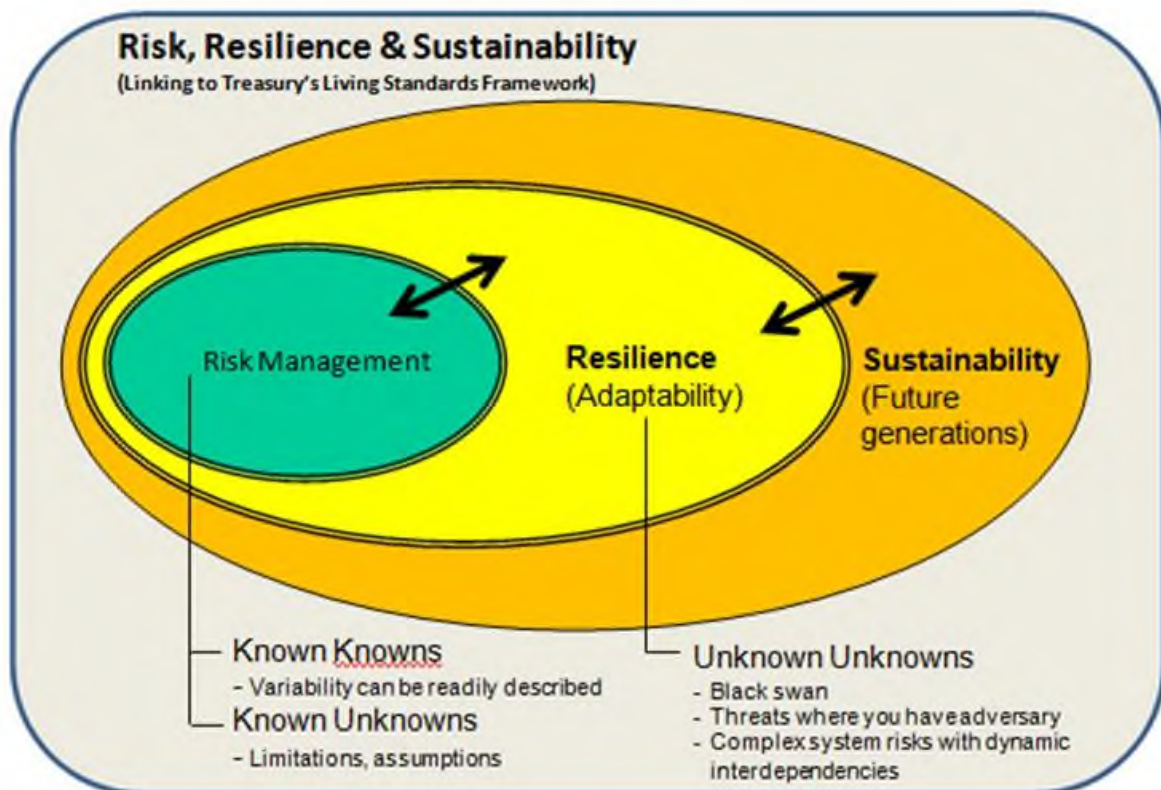 Risk, Resilience & Sustainability
(Linking to Treasury's Living Standards Framework)
Risk Management
Resilience
(Adaptability)
Sustainability
(Future
generations)
Known Knowns
- Variability can be readily described
Known Unknowns
- Limitations, assumptions
Unknown Unknowns
- Black swan
- Threats where you have adversary
- Complex system risks with dynamic
interdependencies